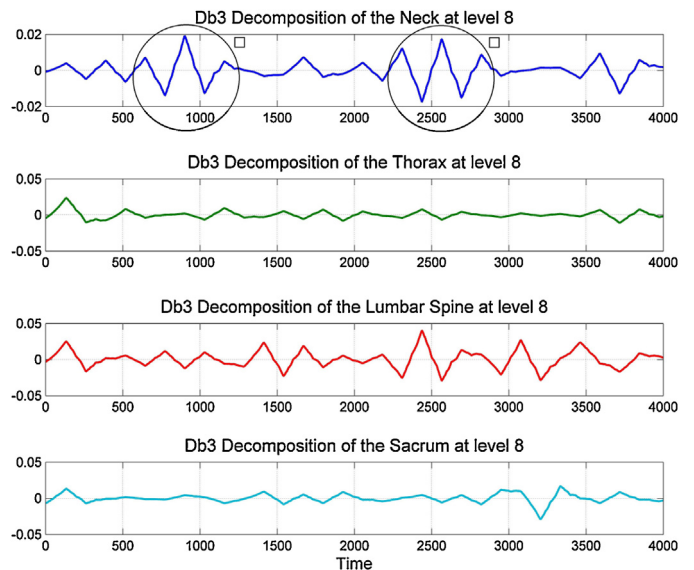 Db3 Decomposition of the Neck at level 8
0.02
0
-0.02
0 500 1000 1500 2000 2500 3000 3500 4000
Db3 Decomposition of the Thorax at level 8
0.05
0
-0.05
0 500 1000 1500 2000 2500 3000 3500 4000
Db3 Decomposition of the Lumbar Spine at level 8
0.05
0
-0.05
0 500 1000 1500 2000 2500 3000 3500 4000
Db3 Decomposition of the Sacrum at level 8
0.05
0
-0.05
0 500 1000 1500 2000 2500 3000 3500 4000
Time